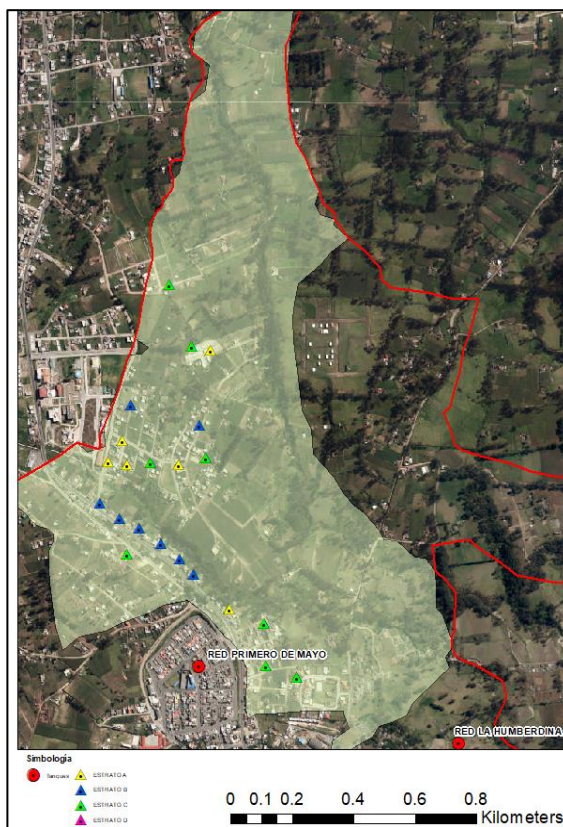 RED PRIMERO DE MAYO
RED LA HUMBERDINA
Simbología
Tanques
ESTRATO A
ESTRATO B
ESTRATO C
ESTRATO D
0 0.1 0.2 0.4 0.6 0.8
Kilometers